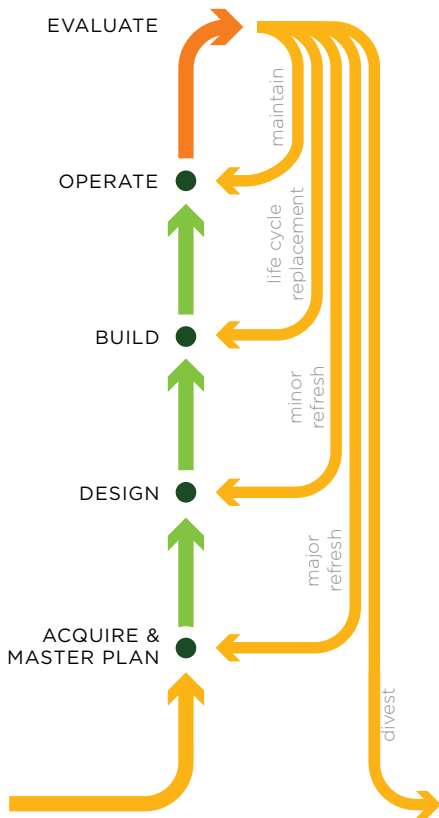 EVALUATE
maintain
OPERATE
life cycle
replacement
BUILD
minor
refresh
DESIGN
major
refresh
ACQUIRE &
MASTER PLAN
divest